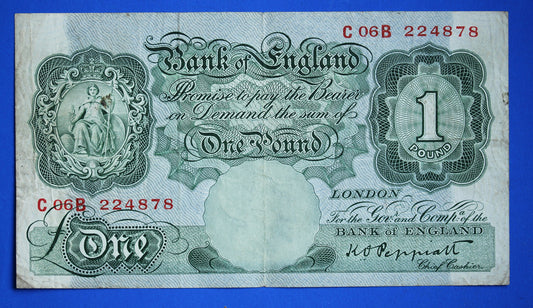 C 06B 224878
Bank of England
Promise to pay the Bearer
on Demand the sum of
One Pound
1
POUND
LONDON
For the Gov:r and Comp:a of the
BANK OF ENGLAND
C 06B 224878
£One
K O Peppiatt
Chief Cashier